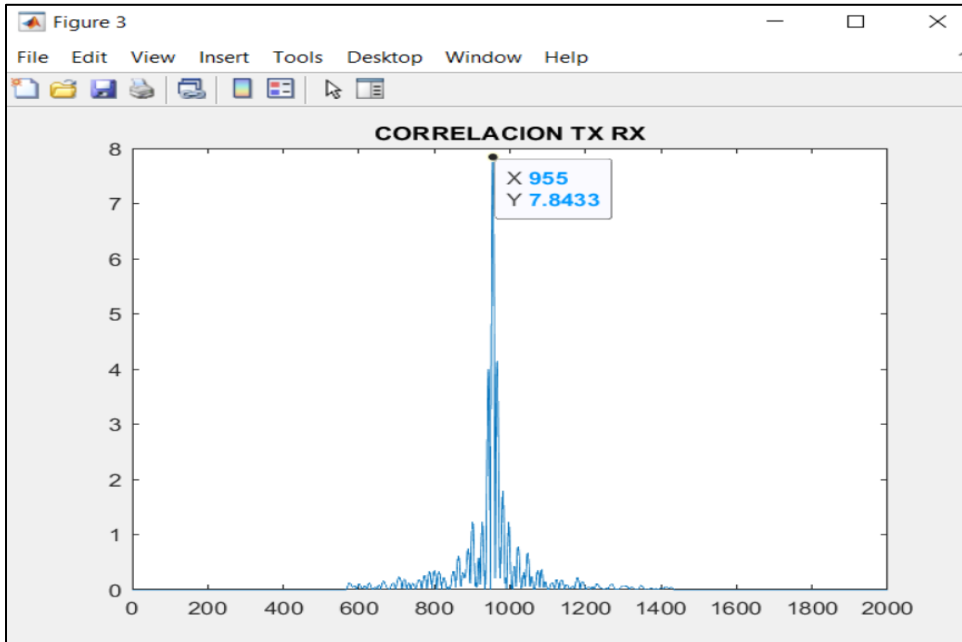 Figure 3
File Edit View Insert Tools Desktop Window Help
CORRELACION TX RX
8
X 955
Y 7.8433
7
6
5
4
3
2
1
0
0 200 400 600 800 1000 1200 1400 1600 1800 2000